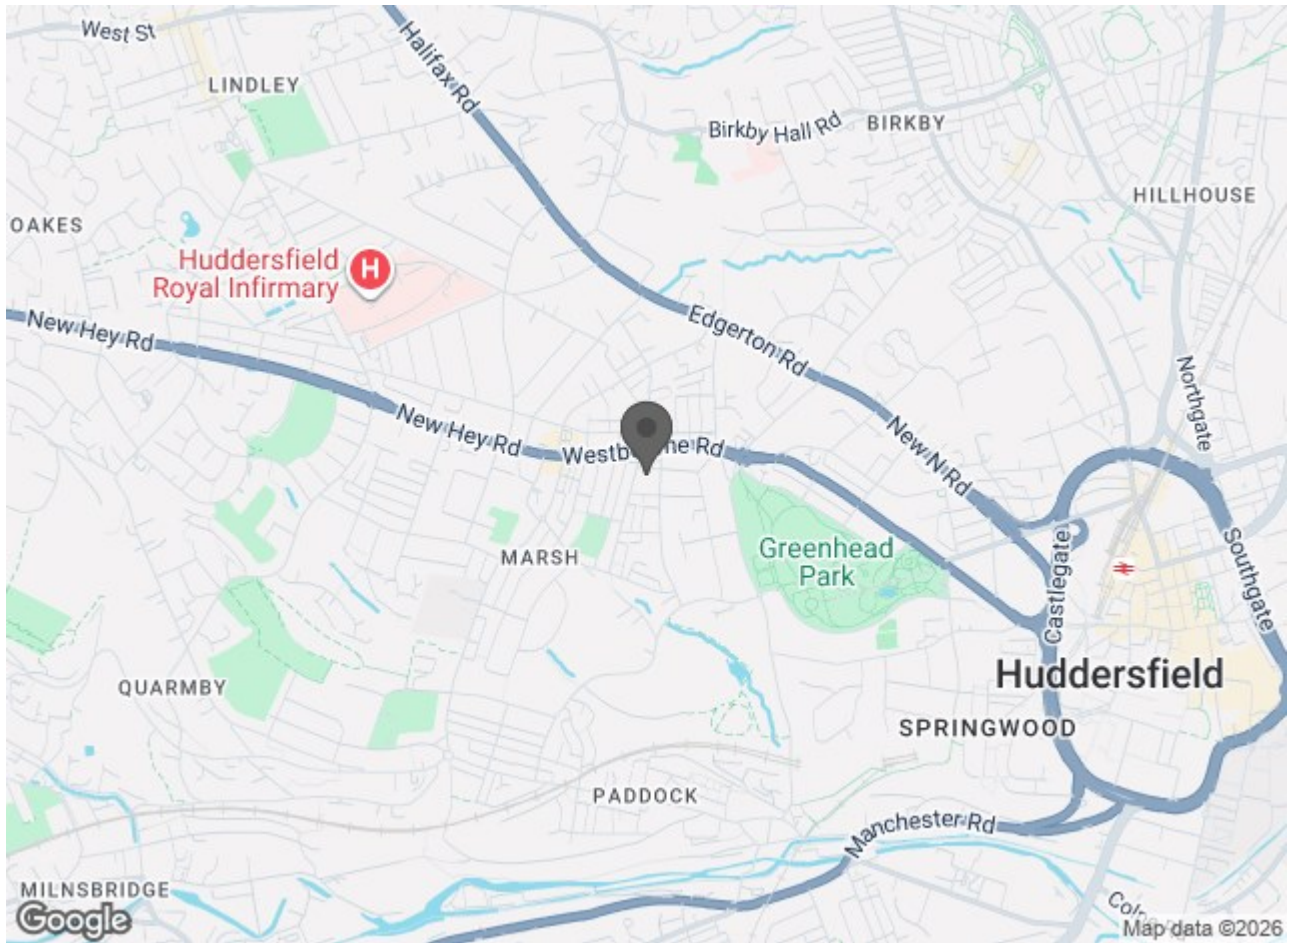 West St
LINDLEY
Halifax Rd
Birkby Hall Rd
BIRKBY
HILLHOUSE
OAKES
Huddersfield
Royal Infirmary
H
New Hey Rd
Edgerton Rd
Northgate
New Hey Rd
Westbourne Rd
New N Rd
Southgate
Castlegate
MARSH
Greenhead
Park
Huddersfield
QUARMBY
SPRINGWOOD
PADDOCK
Manchester Rd
MILNSBRIDGE
Google
Map data ©2026